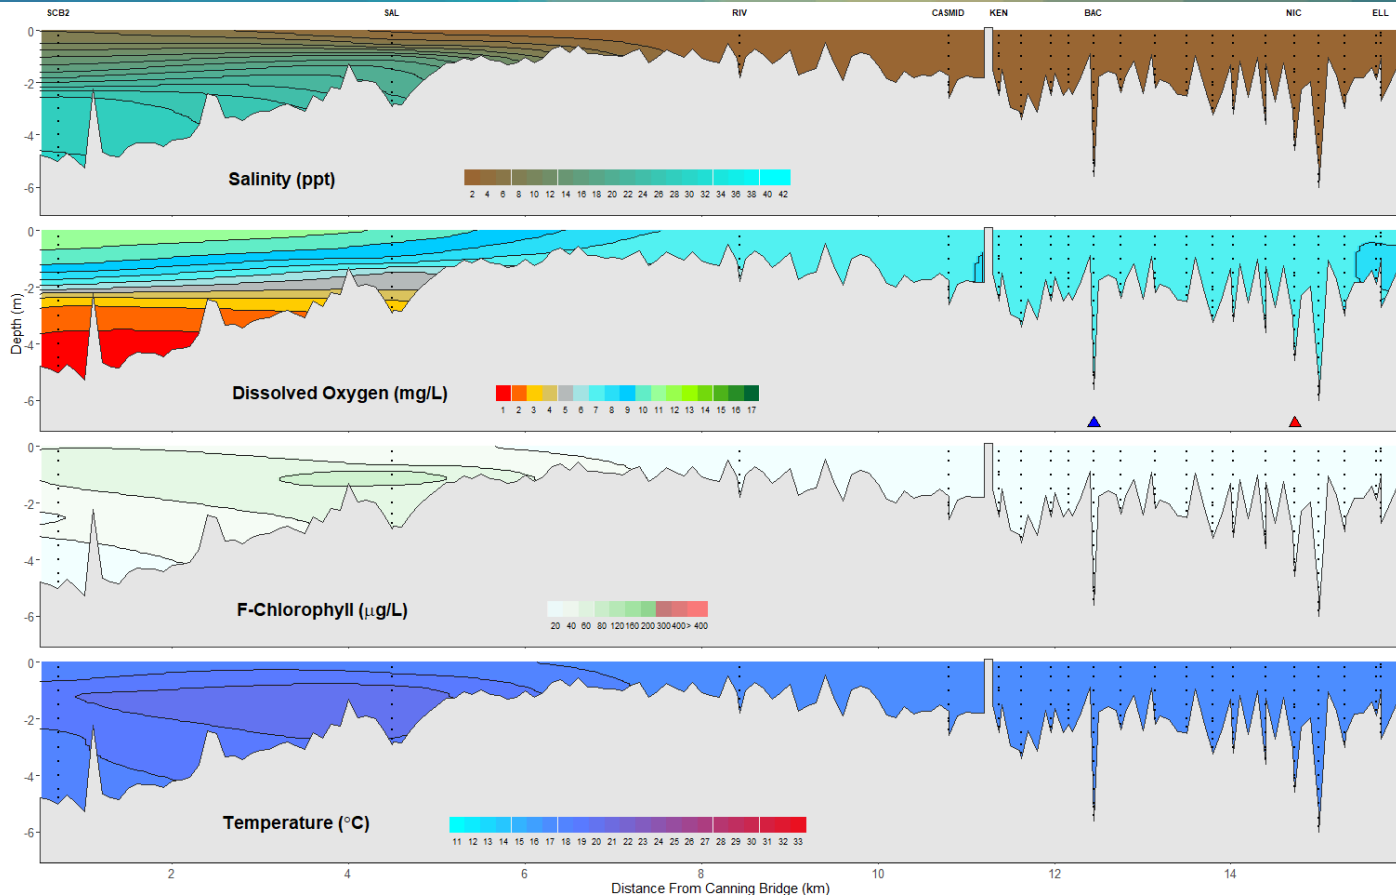 SCB2 SAL RIV CASMID KEN BAC NIC ELL
0
-2
-4
-6
Salinity (ppt)
2 4 6 8 10 12 14 16 18 20 22 24 26 28 30 32 34 36 38 40 42
0
-2
-4
-6
Depth (m)
Dissolved Oxygen (mg/L)
1 2 3 4 5 6 7 8 9 10 11 12 13 14 15 16 17
0
-2
-4
-6
F-Chlorophyll (μg/L)
20 40 60 80 120 160 200 300 400 > 400
0
-2
-4
-6
Temperature (°C)
11 12 13 14 15 16 17 18 19 20 21 22 23 24 25 26 27 28 29 30 31 32 33
2 4 6 8 10 12 14
Distance From Canning Bridge (km)